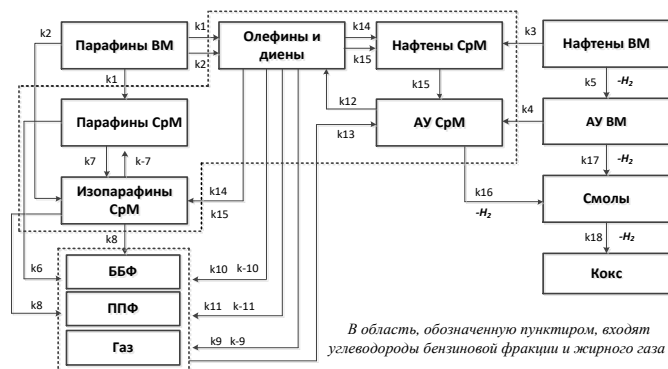 k1
k14
Парафины ВМ
Олефины и
диены
Нафтены СрМ
k3
Нафтены ВМ
k2
k2
k15
k1
k15
k5
-H2
k12
k4
Парафины СрМ
АУ СрМ
АУ ВМ
k13
k7
k-7
k17
-H2
k14
k16
Изопарафины
СрМ
k15
-H2
Смолы
k8
k18
-H2
k6
ББФ
k10 k-10
Кокс
k8
ППФ
k11 k-11
Газ
k9 k-9
В область, обозначенную пунктиром, входят
углеводороды бензиновой фракции и жирного газа